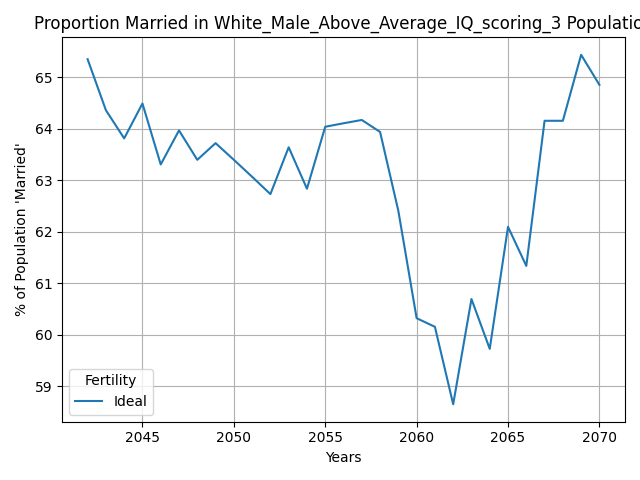 Proportion Married in White_Male_Above_Average_IQ_scoring_3 Populatio
% of Population 'Married'
65
64
63
62
61
60
59
Fertility
Ideal
2045 2050 2055 2060 2065 2070
Years